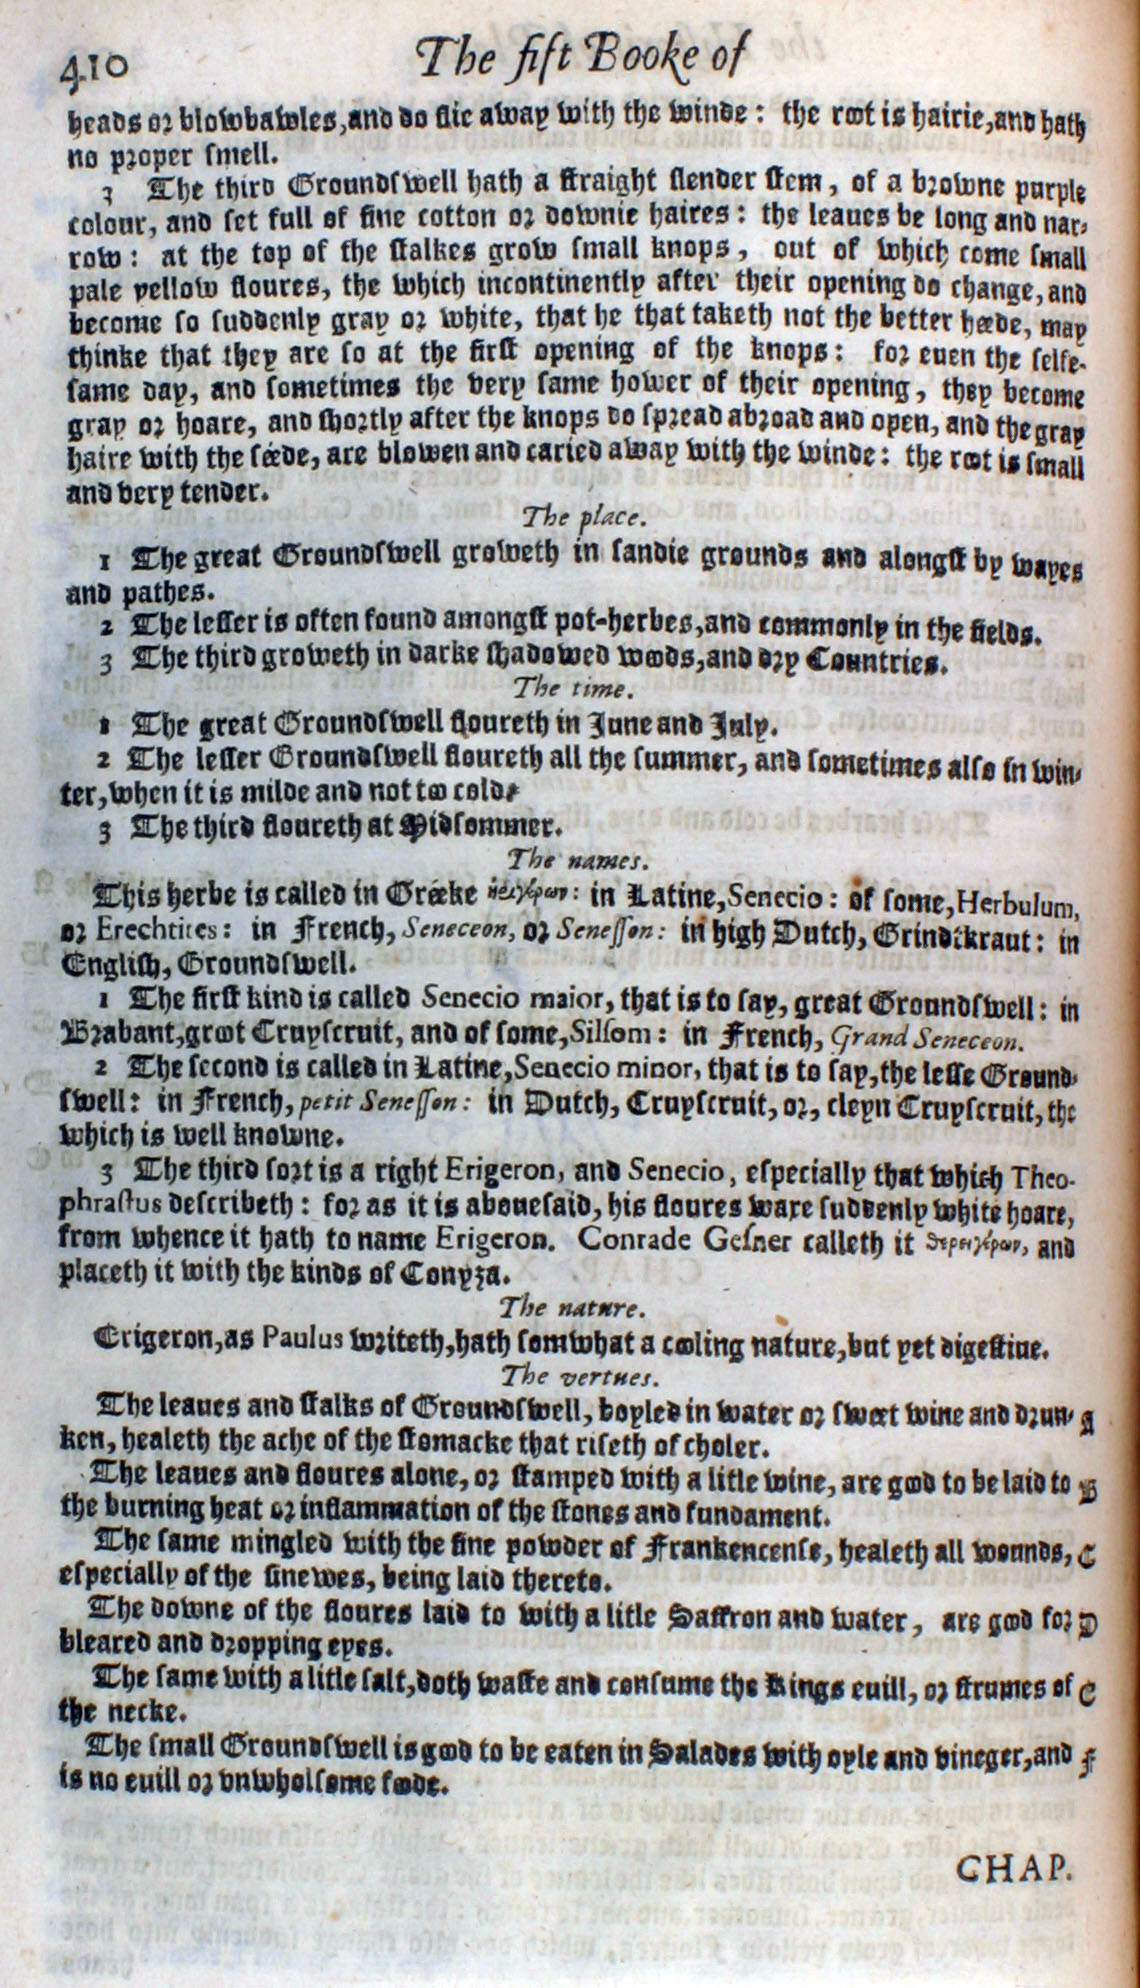 410 The fift Booke of
heads or blowbawles, and do flie away with the winde: the root is hairie, and hath
no proper smell.
3 The third Groundswell hath a straight slender stem, of a browne purple
colour, and set full of fine cotton or downie haires: the leaues be long and nar-
row: at the top of the stalkes grow small knops, out of which come small
pale yellow floures, the which incontinently after their opening do change, and
become so suddenly gray or white, that he that taketh not the better heede, may
thinke that they are so at the first opening of the knops: for euen the selfe-
same day, and sometimes the very same hower of their opening, they become
gray or hoare, and shortly after the knops do spread abroad and open, and the gray
haire with the séede, are blowen and caried away with the winde: the root is small
and very tender.
The place.
1 The great Groundswell groweth in sandie grounds and alongst by wayes
and pathes.
2 The lesser is often found amongst pot-herbes, and commonly in the fields.
3 The third groweth in darke shadowed woods, and dry Countries.
The time.
1 The great Groundswell floureth in June and July.
2 The lesser Groundswell floureth all the summer, and sometimes also in win-
ter, when it is milde and not too cold.
3 The third floureth at Midsommer.
The names.
This herbe is called in Gréeke ἠριγέρων: in Latine, Senecio: of some, Herbulum,
or Erechtites: in French, Seneceon, or Senesson: in high Dutch, Grindtkraut: in
English, Groundswell.
1 The first kind is called Senecio maior, that is to say, great Groundswell: in
Brabant, groot Cruyscruit, and of some, Silsom: in French, Grand Seneceon.
2 The second is called in Latine, Senecio minor, that is to say, the lesse Ground-
swell: in French, petit Senesson: in Dutch, Cruyscruit, or, cleyn Cruyscruit, the
which is well knowne.
3 The third sort is a right Erigeron, and Senecio, especially that which Theo-
phrastus describeth: for as it is abouesaid, his floures waxe suddenly white hoare,
from whence it hath to name Erigeron. Conrade Gesner calleth it and
placeth it with the kinds of Conyza.
The nature.
Erigeron, as Paulus writeth, hath somwhat a cooling nature, but yet digestiue.
The vertues.
The leaues and stalks of Groundswell, boyled in water or sweet wine and drun- A
ken, healeth the ache of the stomacke that riseth of choler.
The leaues and floures alone, or stamped with a litle wine, are good to be laid to B
the burning heat or inflammation of the stones and fundament.
The same mingled with the fine powder of Frankencense, healeth all wounds, C
especially of the sinewes, being laid thereto.
The downe of the floures laid to with a litle Saffron and water, are good for D
bleared and dropping eyes.
The same with a litle salt, doth waste and consume the Kings euill, or strumes of E
the necke.
The small Groundswell is good to be eaten in Salades with oyle and vineger, and F
is no euill or vnwholsome foode.
CHAP.